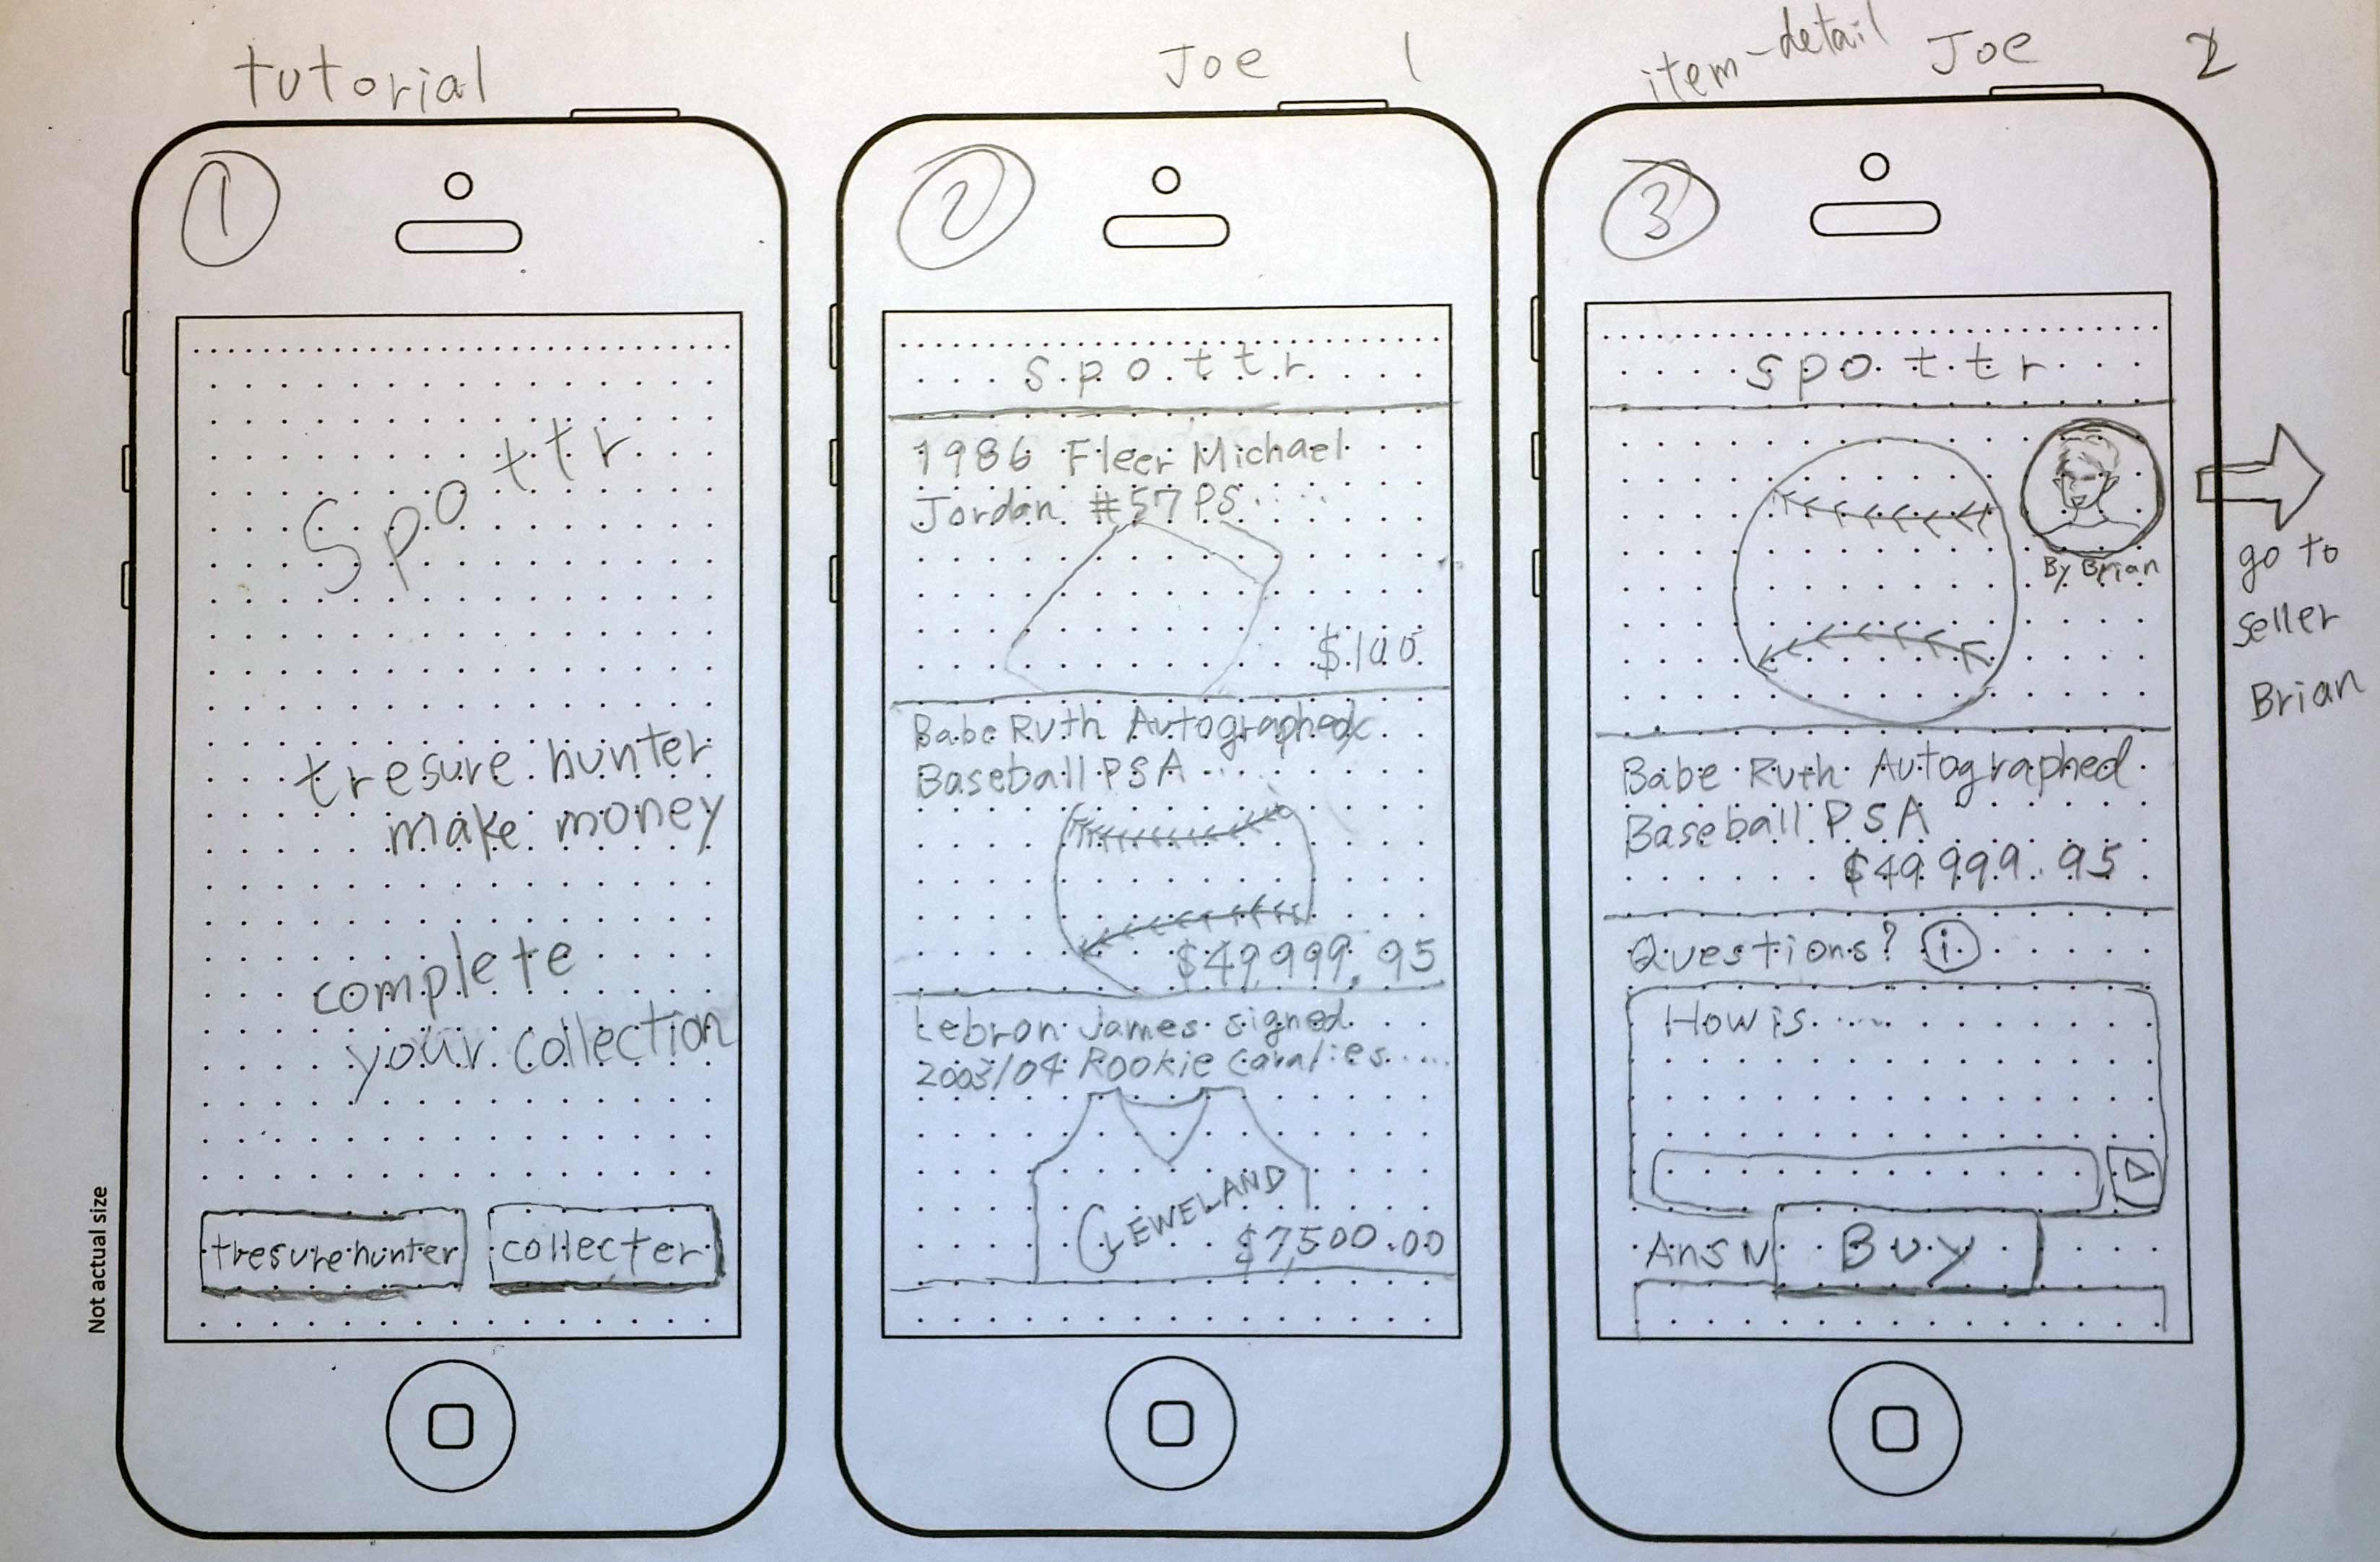 tutorial
1
Spottr
tresure hunter
make money
complete
your collection
tresure hunter
collecter
Not actual size
Joe 1
2
spottr
1986 Fleer Michael
Jordan #57 PS.....
$100
Babe Ruth Autographed
Baseball PSA ...
$49,999.95
Lebron James signed
2003/04 Rookie
CLEWELAND
$7,500.00
item-detail Joe 2
3
spottr
By Brian
go to
seller
Brian
Babe Ruth Autographed
Baseball PSA
$49,999.95
Questions? i
How is .....
Answ
Buy